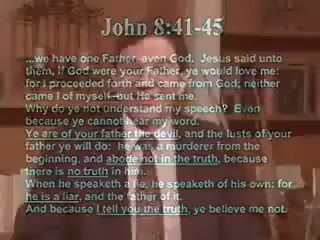 John 8:41-45
...we have one Father, even God.  Jesus said unto
them, If God were your Father, ye would love me:
for I proceeded forth and came from God; neither
came I of myself, but He sent me.
Why do ye not understand my speech?  Even
because ye cannot hear my word.
Ye are of your father the devil, and the lusts of your
father ye will do:  he was a murderer from the
beginning, and abode not in the truth, because
there is no truth in him.
When he speaketh a lie, he speaketh of his own: for
he is a liar, and the father of it.
And because I tell you the truth, ye believe me not.